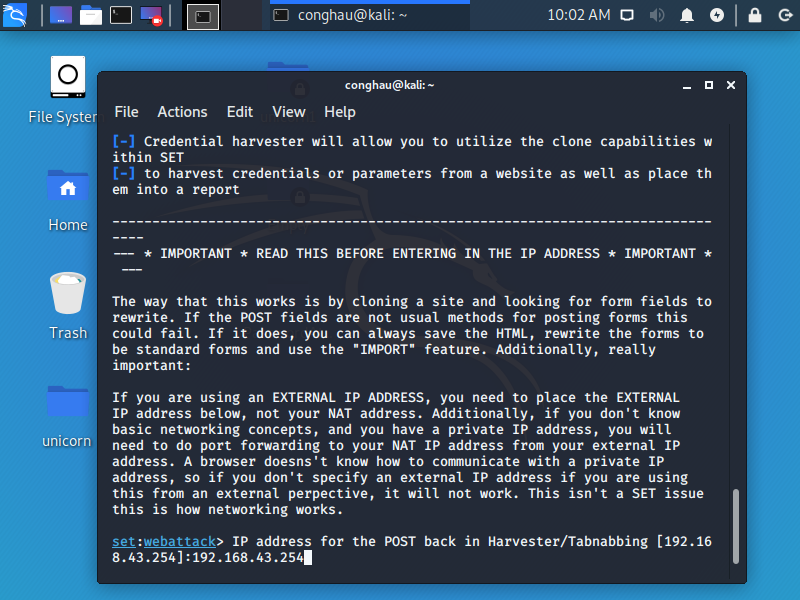 conghau@kali: ~
10:02 AM
conghau@kali: ~
File System
File Actions Edit View Help
[-] Credential harvester will allow you to utilize the clone capabilities w
ithin SET
[-] to harvest credentials or parameters from a website as well as place th
em into a report
---------------------------------------------------------------------------
----
--- * IMPORTANT * READ THIS BEFORE ENTERING IN THE IP ADDRESS * IMPORTANT *
---
The way that this works is by cloning a site and looking for form fields to
rewrite. If the POST fields are not usual methods for posting forms this
could fail. If it does, you can always save the HTML, rewrite the forms to
be standard forms and use the "IMPORT" feature. Additionally, really
important:
If you are using an EXTERNAL IP ADDRESS, you need to place the EXTERNAL
IP address below, not your NAT address. Additionally, if you don't know
basic networking concepts, and you have a private IP address, you will
need to do port forwarding to your NAT IP address from your external IP
address. A browser doesns't know how to communicate with a private IP
address, so if you don't specify an external IP address if you are using
this from an external perpective, it will not work. This isn't a SET issue
this is how networking works.
set:webattack> IP address for the POST back in Harvester/Tabnabbing [192.16
8.43.254]:192.168.43.254
Home
Trash
unicorn